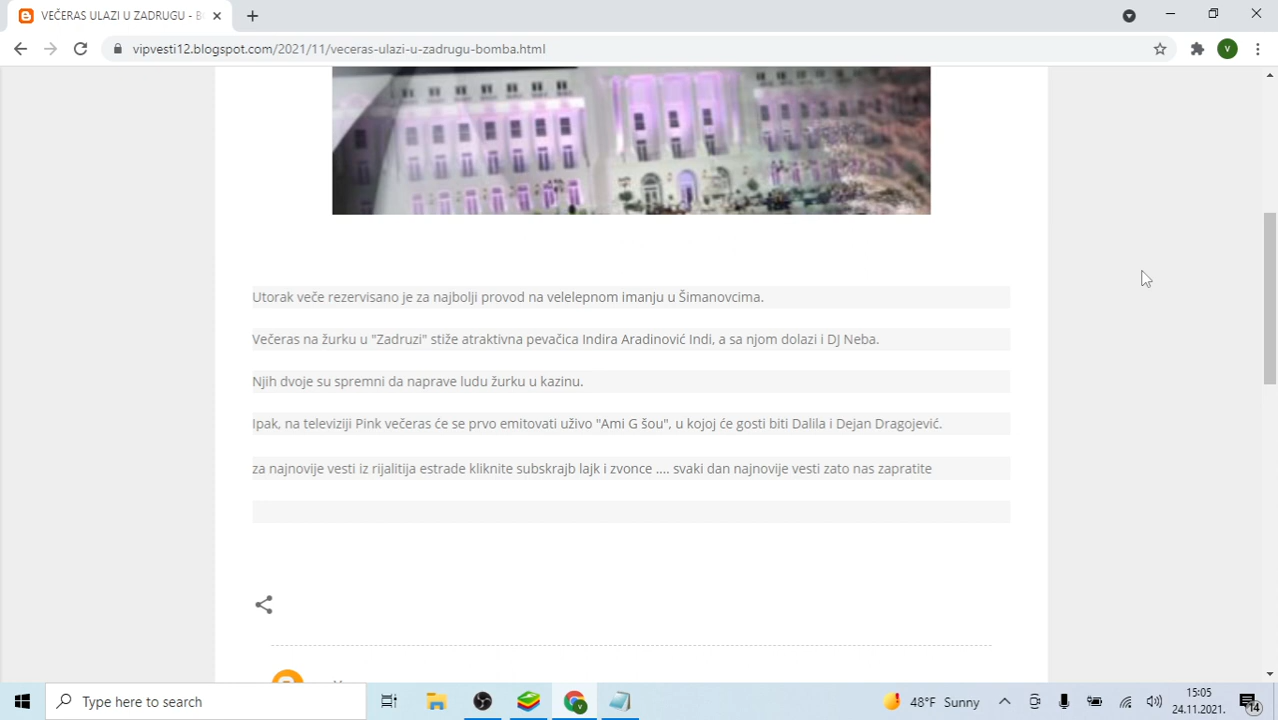 VEČERAS ULAZI U ZADRUGU - B
vipvesti12.blogspot.com/2021/11/veceras-ulazi-u-zadrugu-bomba.html
V
Utorak veče rezervisano je za najbolji provod na velelepnom imanju u Šimanovcima.
Večeras na žurku u "Zadruzi" stiže atraktivna pevačica Indira Aradinović Indi, a sa njom dolazi i DJ Neba.
Njih dvoje su spremni da naprave ludu žurku u kazinu.
Ipak, na televiziji Pink večeras će se prvo emitovati uživo "Ami G šou", u kojoj će gosti biti Dalila i Dejan Dragojević.
za najnovije vesti iz rijalitija estrade kliknite subskrajb lajk i zvonce .... svaki dan najnovije vesti zato nas zapratite
Type here to search
48°F Sunny
15:05
24.11.2021.
14